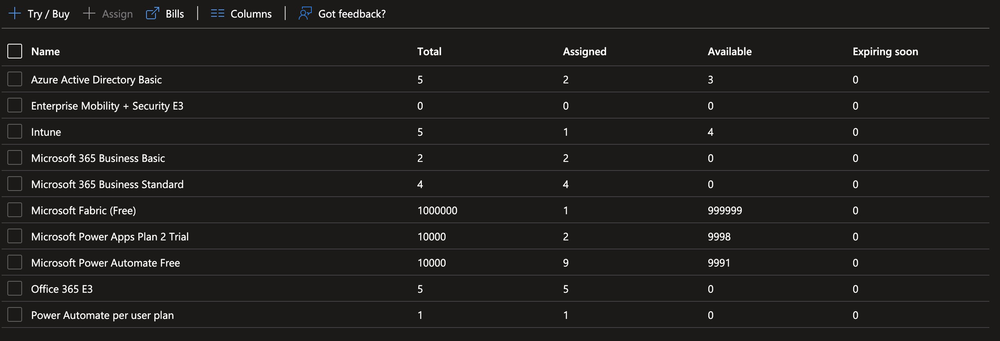 Try / Buy Assign Bills Columns Got feedback?
Name Total Assigned Available Expiring soon
Azure Active Directory Basic 5 2 3 0
Enterprise Mobility + Security E3 0 0 0 0
Intune 5 1 4 0
Microsoft 365 Business Basic 2 2 0 0
Microsoft 365 Business Standard 4 4 0 0
Microsoft Fabric (Free) 1000000 1 999999 0
Microsoft Power Apps Plan 2 Trial 10000 2 9998 0
Microsoft Power Automate Free 10000 9 9991 0
Office 365 E3 5 5 0 0
Power Automate per user plan 1 1 0 0